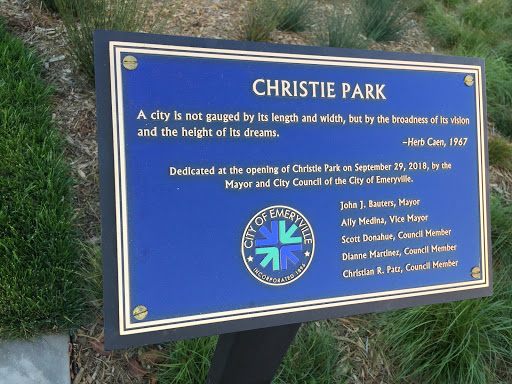 CHRISTIE PARK
A city is not gauged by its length and width, but by the broadness of its vision
and the height of its dreams.
–Herb Caen, 1967
Dedicated at the opening of Christie Park on September 29, 2018, by the
Mayor and City Council of the City of Emeryville.
John J. Bauters, Mayor
Ally Medina, Vice Mayor
Scott Donahue, Council Member
Dianne Martinez, Council Member
Christian R. Patz, Council Member
CITY OF EMERYVILLE
INCORPORATED 1896